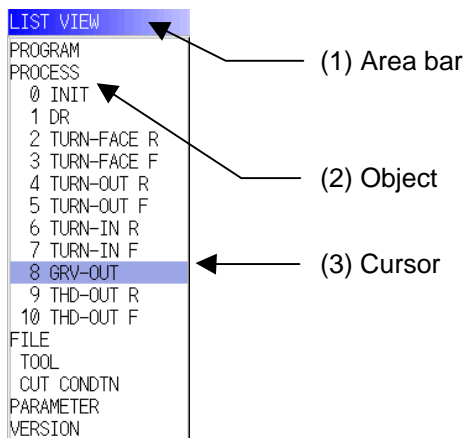 LIST VIEW
(1) Area bar
PROGRAM
PROCESS
0 INIT
1 DR
2 TURN-FACE R
3 TURN-FACE F
4 TURN-OUT R
(2) Object
5 TURN-OUT F
6 TURN-IN R
7 TURN-IN F
8 GRV-OUT
(3) Cursor
9 THD-OUT R
10 THD-OUT F
FILE
TOOL
CUT CONDTN
PARAMETER
VERSION